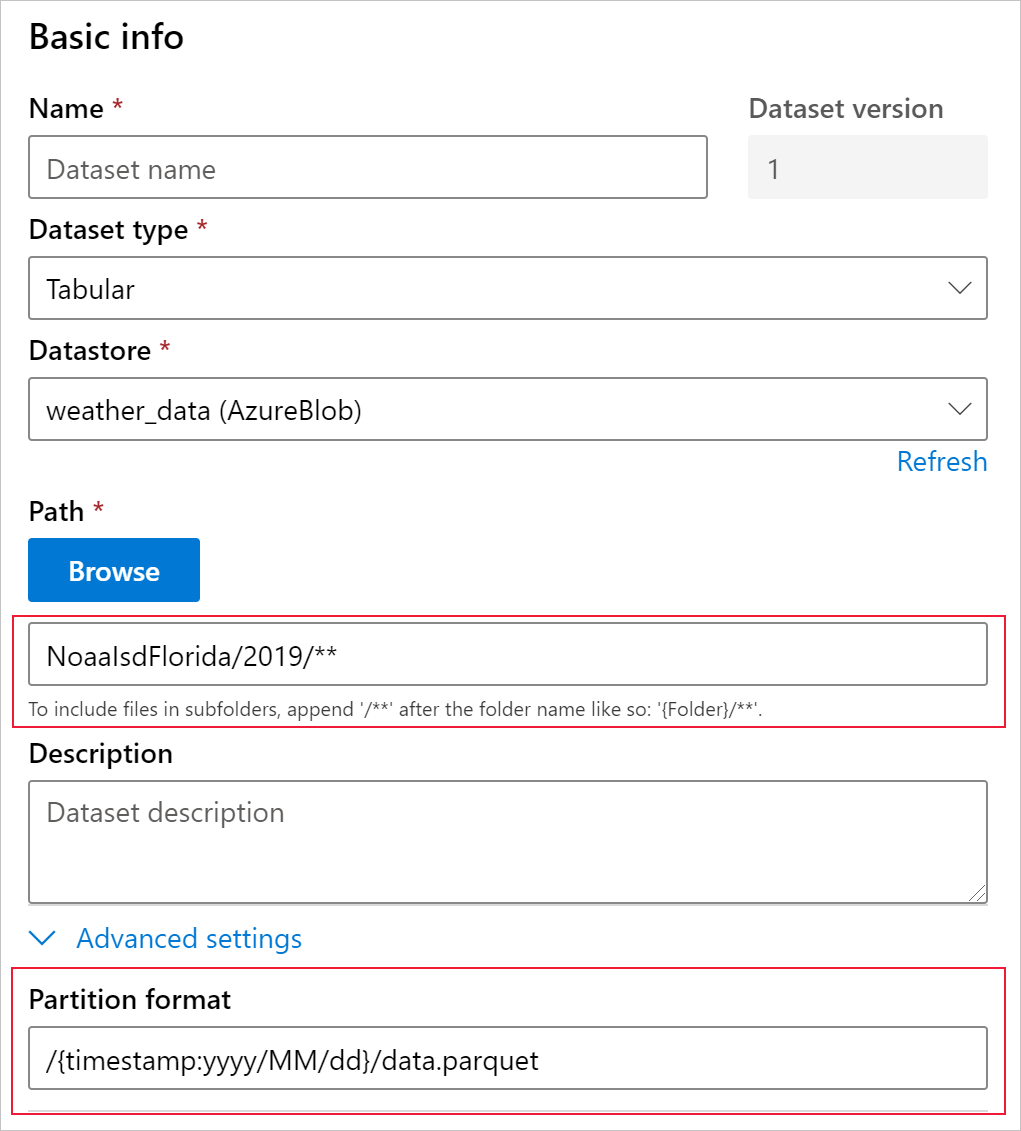 Basic info
Name *
Dataset version
Dataset name
1
Dataset type *
Tabular
Datastore *
weather_data (AzureBlob)
Refresh
Path *
Browse
NoaaIsdFlorida/2019/**
To include files in subfolders, append '/**' after the folder name like so: '{Folder}/**'.
Description
Dataset description
Advanced settings
Partition format
/{timestamp:yyyy/MM/dd}/data.parquet